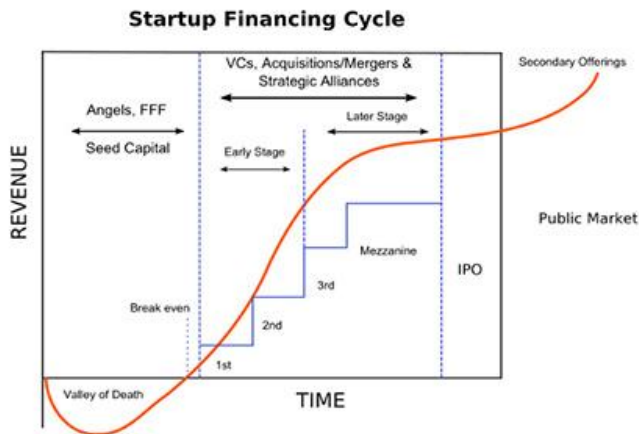 Startup Financing Cycle
VCs, Acquisitions/Mergers &
Strategic Alliances
Secondary Offerings
Angels, FFF
Seed Capital
Later Stage
Early Stage
REVENUE
Public Market
Mezzanine
IPO
3rd
Break even
2nd
1st
Valley of Death
TIME